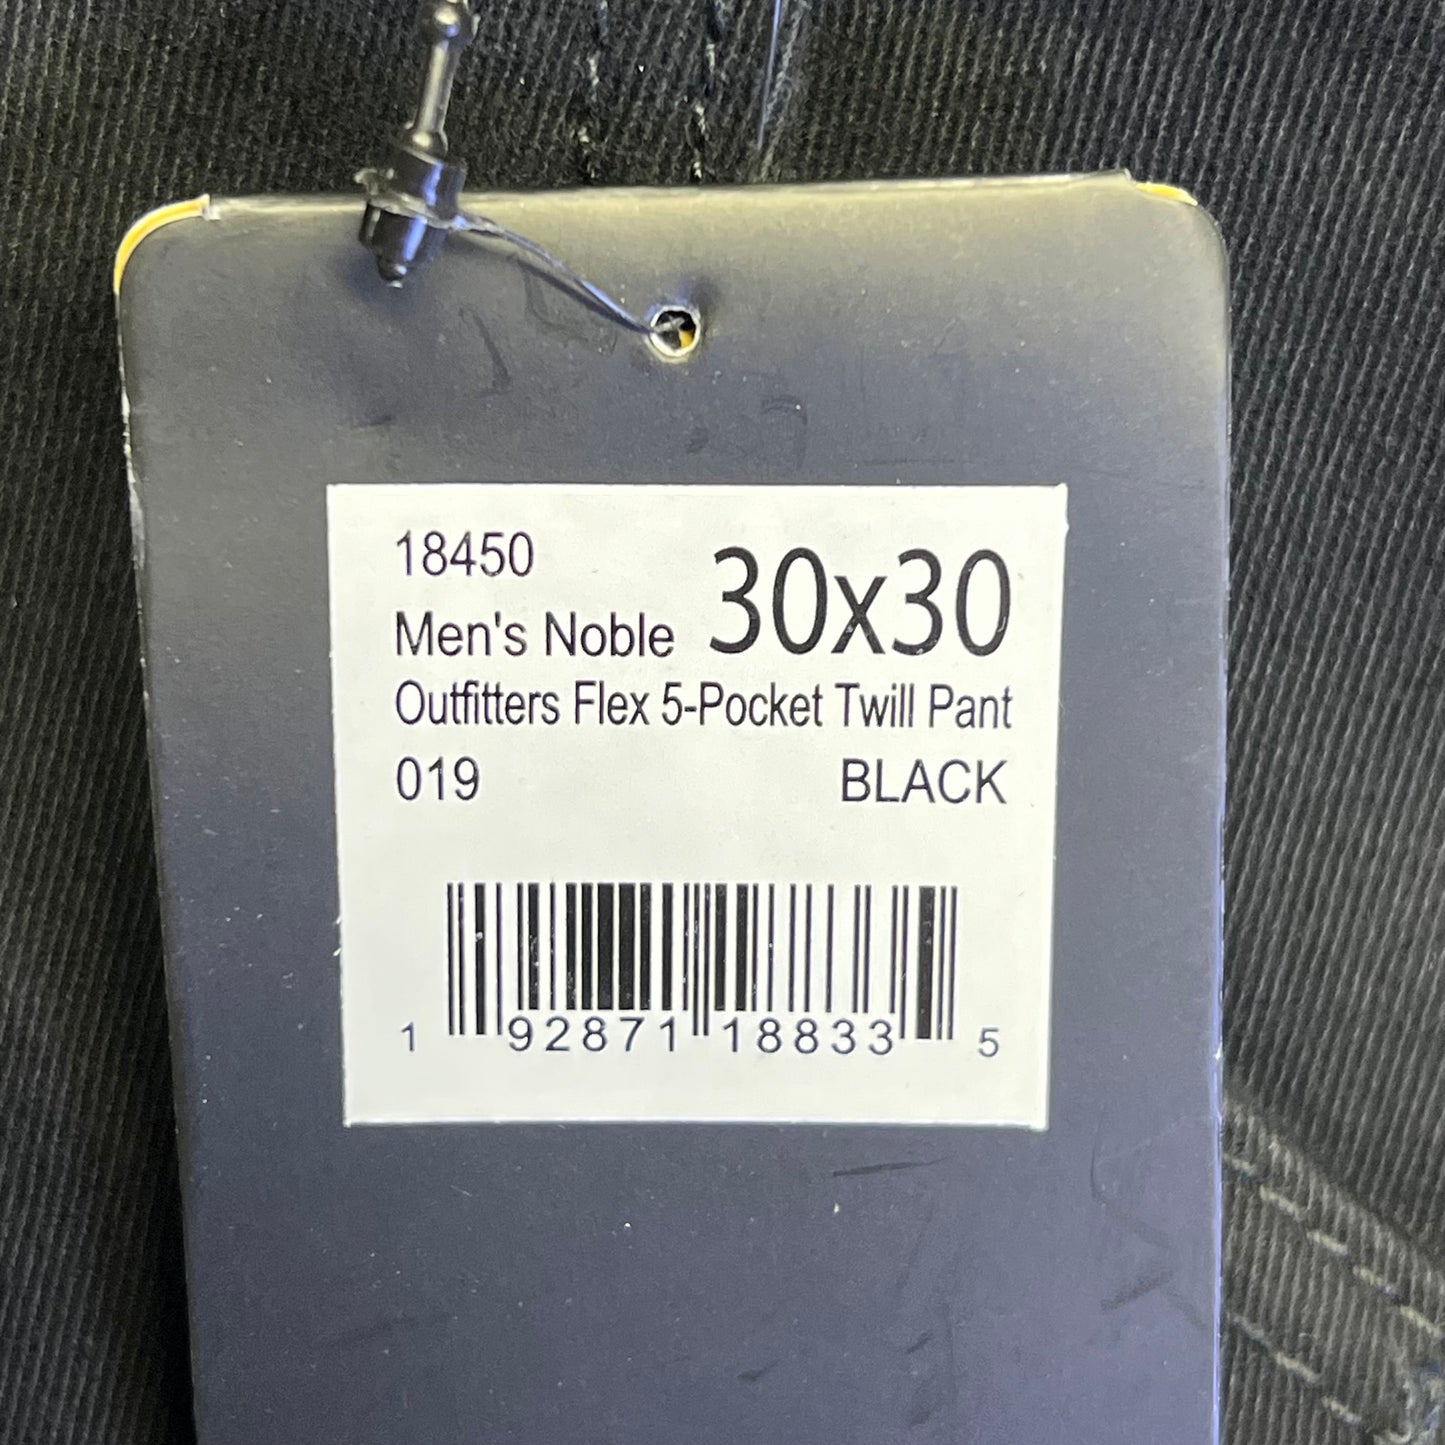 18450
30x30
Men's Noble
Outfitters Flex 5-Pocket Twill Pant
019 BLACK
1 92871 18833 5